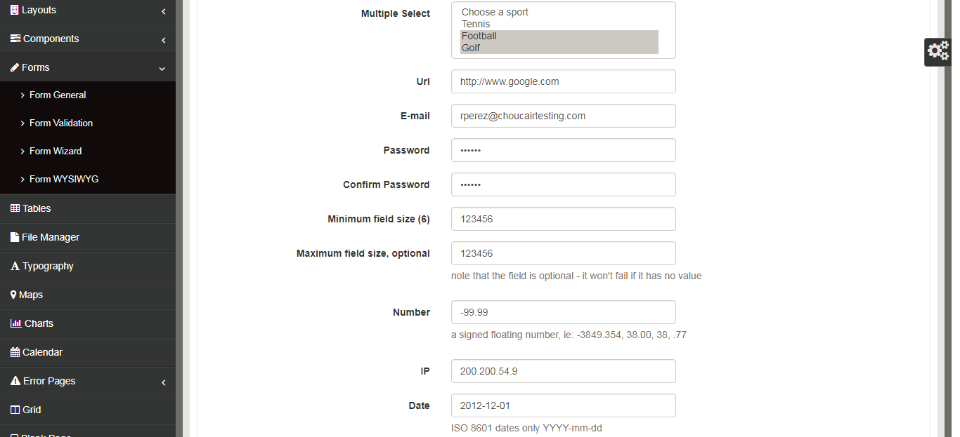 Layouts
Components
Forms
Form General
Form Validation
Form Wizard
Form WYSIWYG
Tables
File Manager
Typography
Maps
Charts
Calendar
Error Pages
Grid
Blank Page
Multiple Select
Choose a sport
Tennis
Football
Golf
Url
http://www.google.com
E-mail
rperez@choucairtesting.com
Password
••••••
Confirm Password
••••••
Minimum field size (6)
123456
Maximum field size, optional
123456
note that the field is optional - it won't fail if it has no value
Number
-99.99
a signed floating number, ie: -3849.354, 38.00, 38, .77
IP
200.200.54.9
Date
2012-12-01
ISO 8601 dates only YYYY-mm-dd